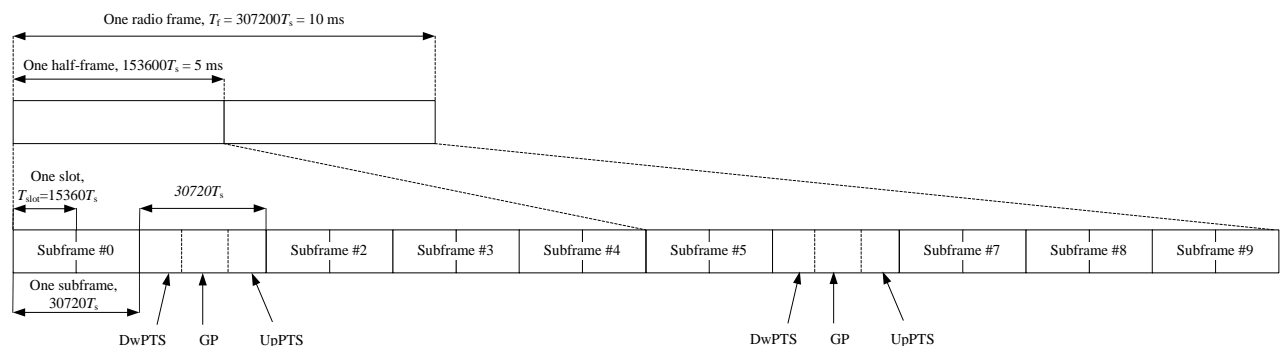 One radio frame, Tf = 307200Ts = 10 ms
One half-frame, 153600Ts = 5 ms
One slot,
Tslot=15360Ts
30720Ts
Subframe #0
Subframe #2
Subframe #3
Subframe #4
Subframe #5
Subframe #7
Subframe #8
Subframe #9
One subframe,
30720Ts
DwPTS
GP
UpPTS
DwPTS
GP
UpPTS